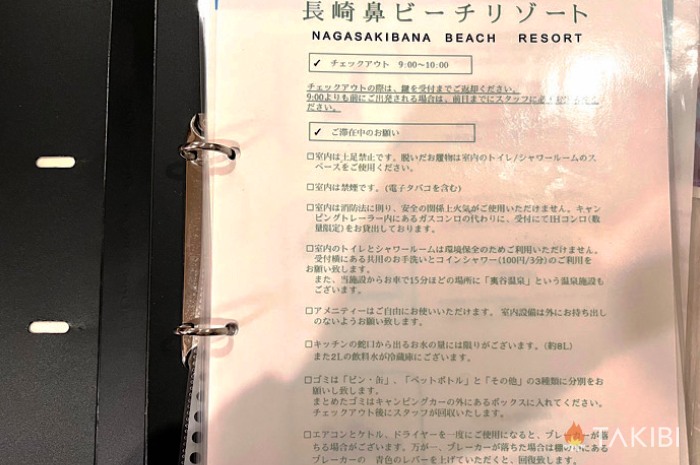 長崎鼻ビーチリゾート
NAGASAKIBANA BEACH RESORT
✓ チェックアウト 9:00～10:00
チェックアウトの際は、鍵を受付までご返却ください。
9:00よりも前にご出発される場合は、前日までにスタッフに
ださい。
✓ ご滞在中のお願い
□室内は上足禁止です。脱いだお履物は室内のトイレ/シャワールームのス
ペースをご使用ください。
□室内は禁煙です。(電子タバコを含む)
□室内は消防法に則り、安全の関係上火気がご使用いただけません。キャン
ピングトレーラー内にあるガスコンロの代わりに、受付にてIHコンロ(数
量限定)をお貸出しております。
□室内のトイレとシャワールームは環境保全のためご利用いただけません。
受付横にある共用のお手洗いとコインシャワー(100円/3分)のご利用を
お願い致します。
また、当施設からお車で15分ほどの場所に「 温泉」という温泉施設も
ございます。
□アメニティーはご自由にお使いいただけます。室内設備は外にお持ち出し
のないようお願い致します。
□キッチンの蛇口から出るお水の量には限りがございます。(約8L)
また2Lの飲料水が冷蔵庫にございます。
□ゴミは「ビン・缶」、「ペットボトル」と「その他」の3種類に分別をお
願いし致します。
まとめたゴミはキャンピングカーの外にあるボックスに入れてください。
チェックアウト後にスタッフが回収いたします。
□エアコンとケトル、ドライヤーを一度にご使用になると、ブレーカーが落
ちる場合がございます。万が一、ブレーカーが落ちた場合は にある
ブレーカーの 青色のレバーを上げていただくと、回復致します。
TAKIBI